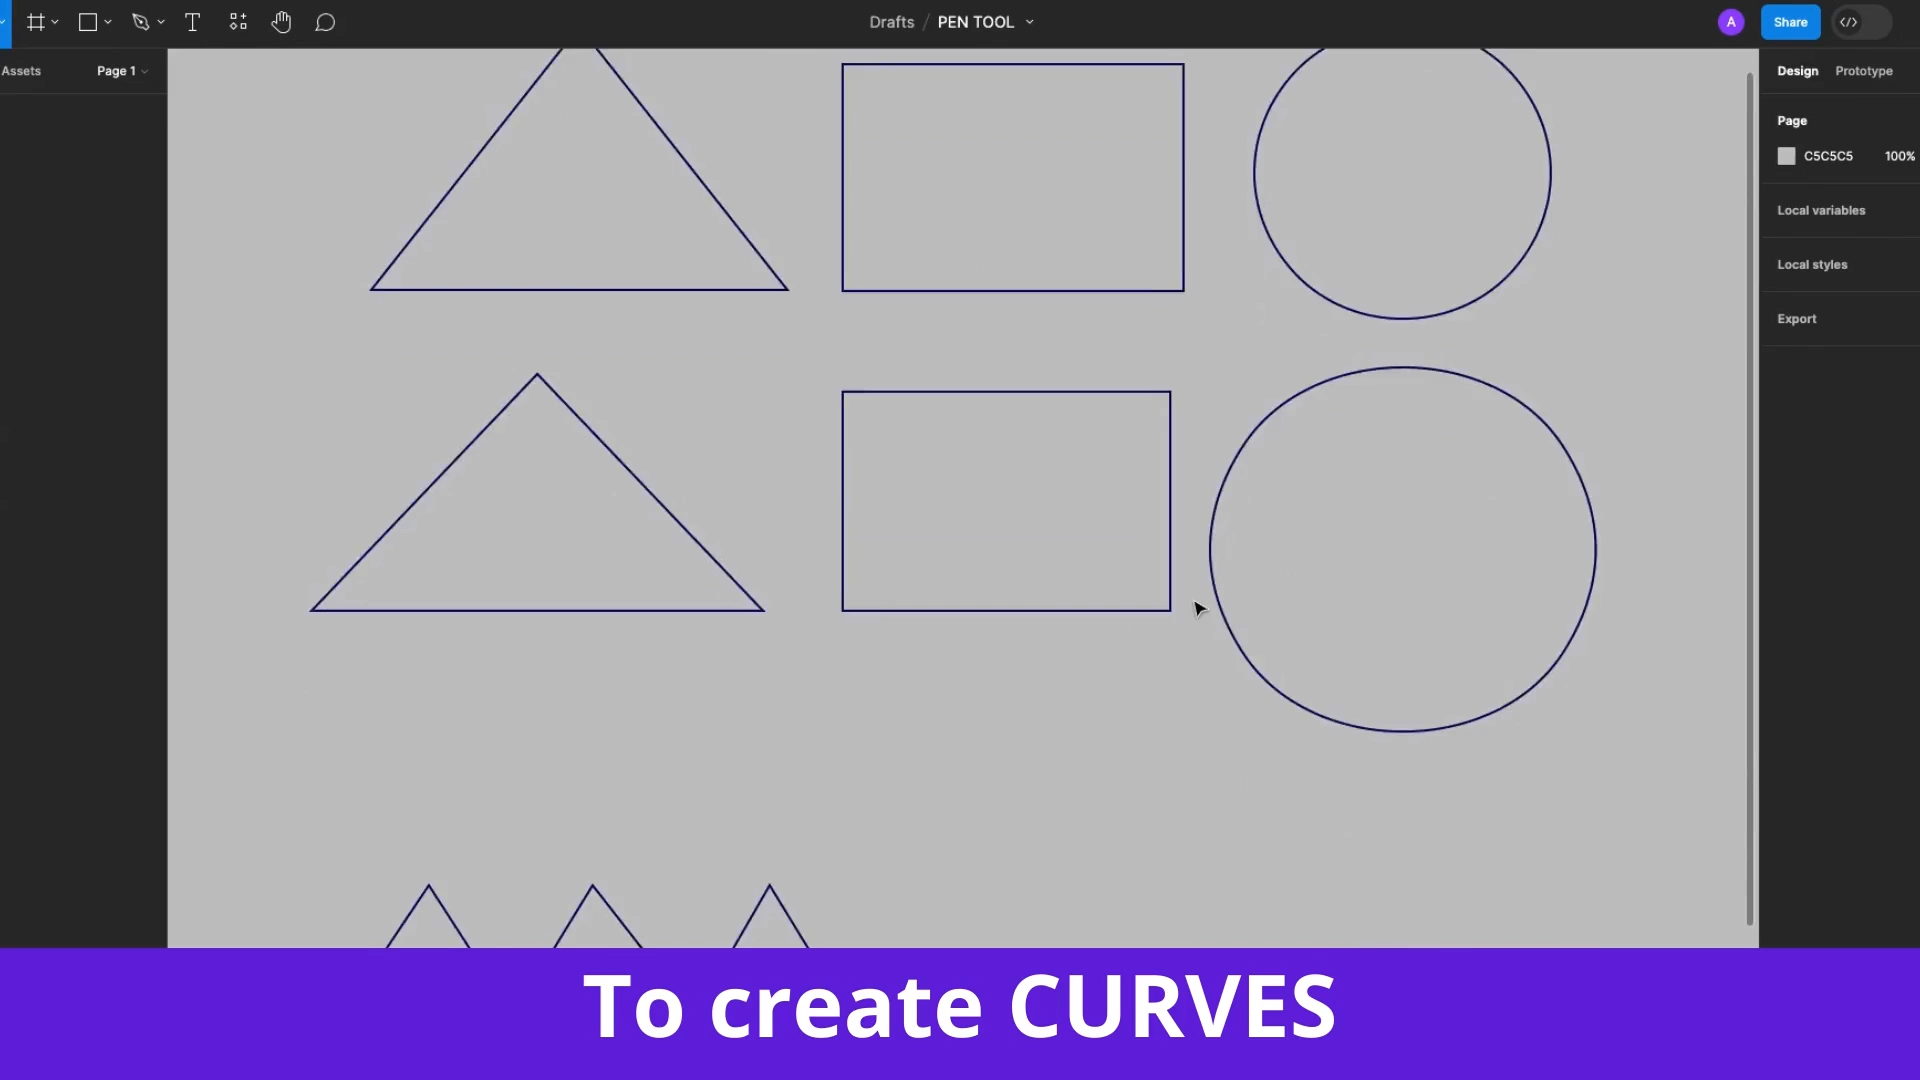 Drafts / PEN TOOL
A
Share
Assets
Page 1
Design
Prototype
Page
C5C5C5
100%
Local variables
Local styles
Export
To create CURVES